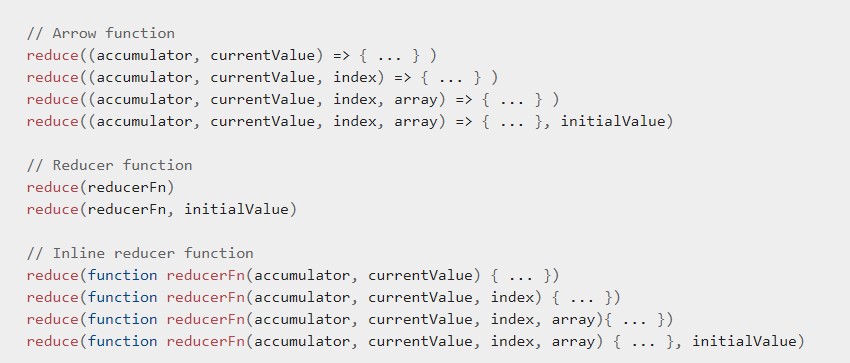 // Arrow function
reduce((accumulator, currentValue) => { ... } )
reduce((accumulator, currentValue, index) => { ... } )
reduce((accumulator, currentValue, index, array) => { ... } )
reduce((accumulator, currentValue, index, array) => { ... }, initialValue)
// Reducer function
reduce(reducerFn)
reduce(reducerFn, initialValue)
// Inline reducer function
reduce(function reducerFn(accumulator, currentValue) { ... })
reduce(function reducerFn(accumulator, currentValue, index) { ... })
reduce(function reducerFn(accumulator, currentValue, index, array){ ... })
reduce(function reducerFn(accumulator, currentValue, index, array) { ... }, initialValue)